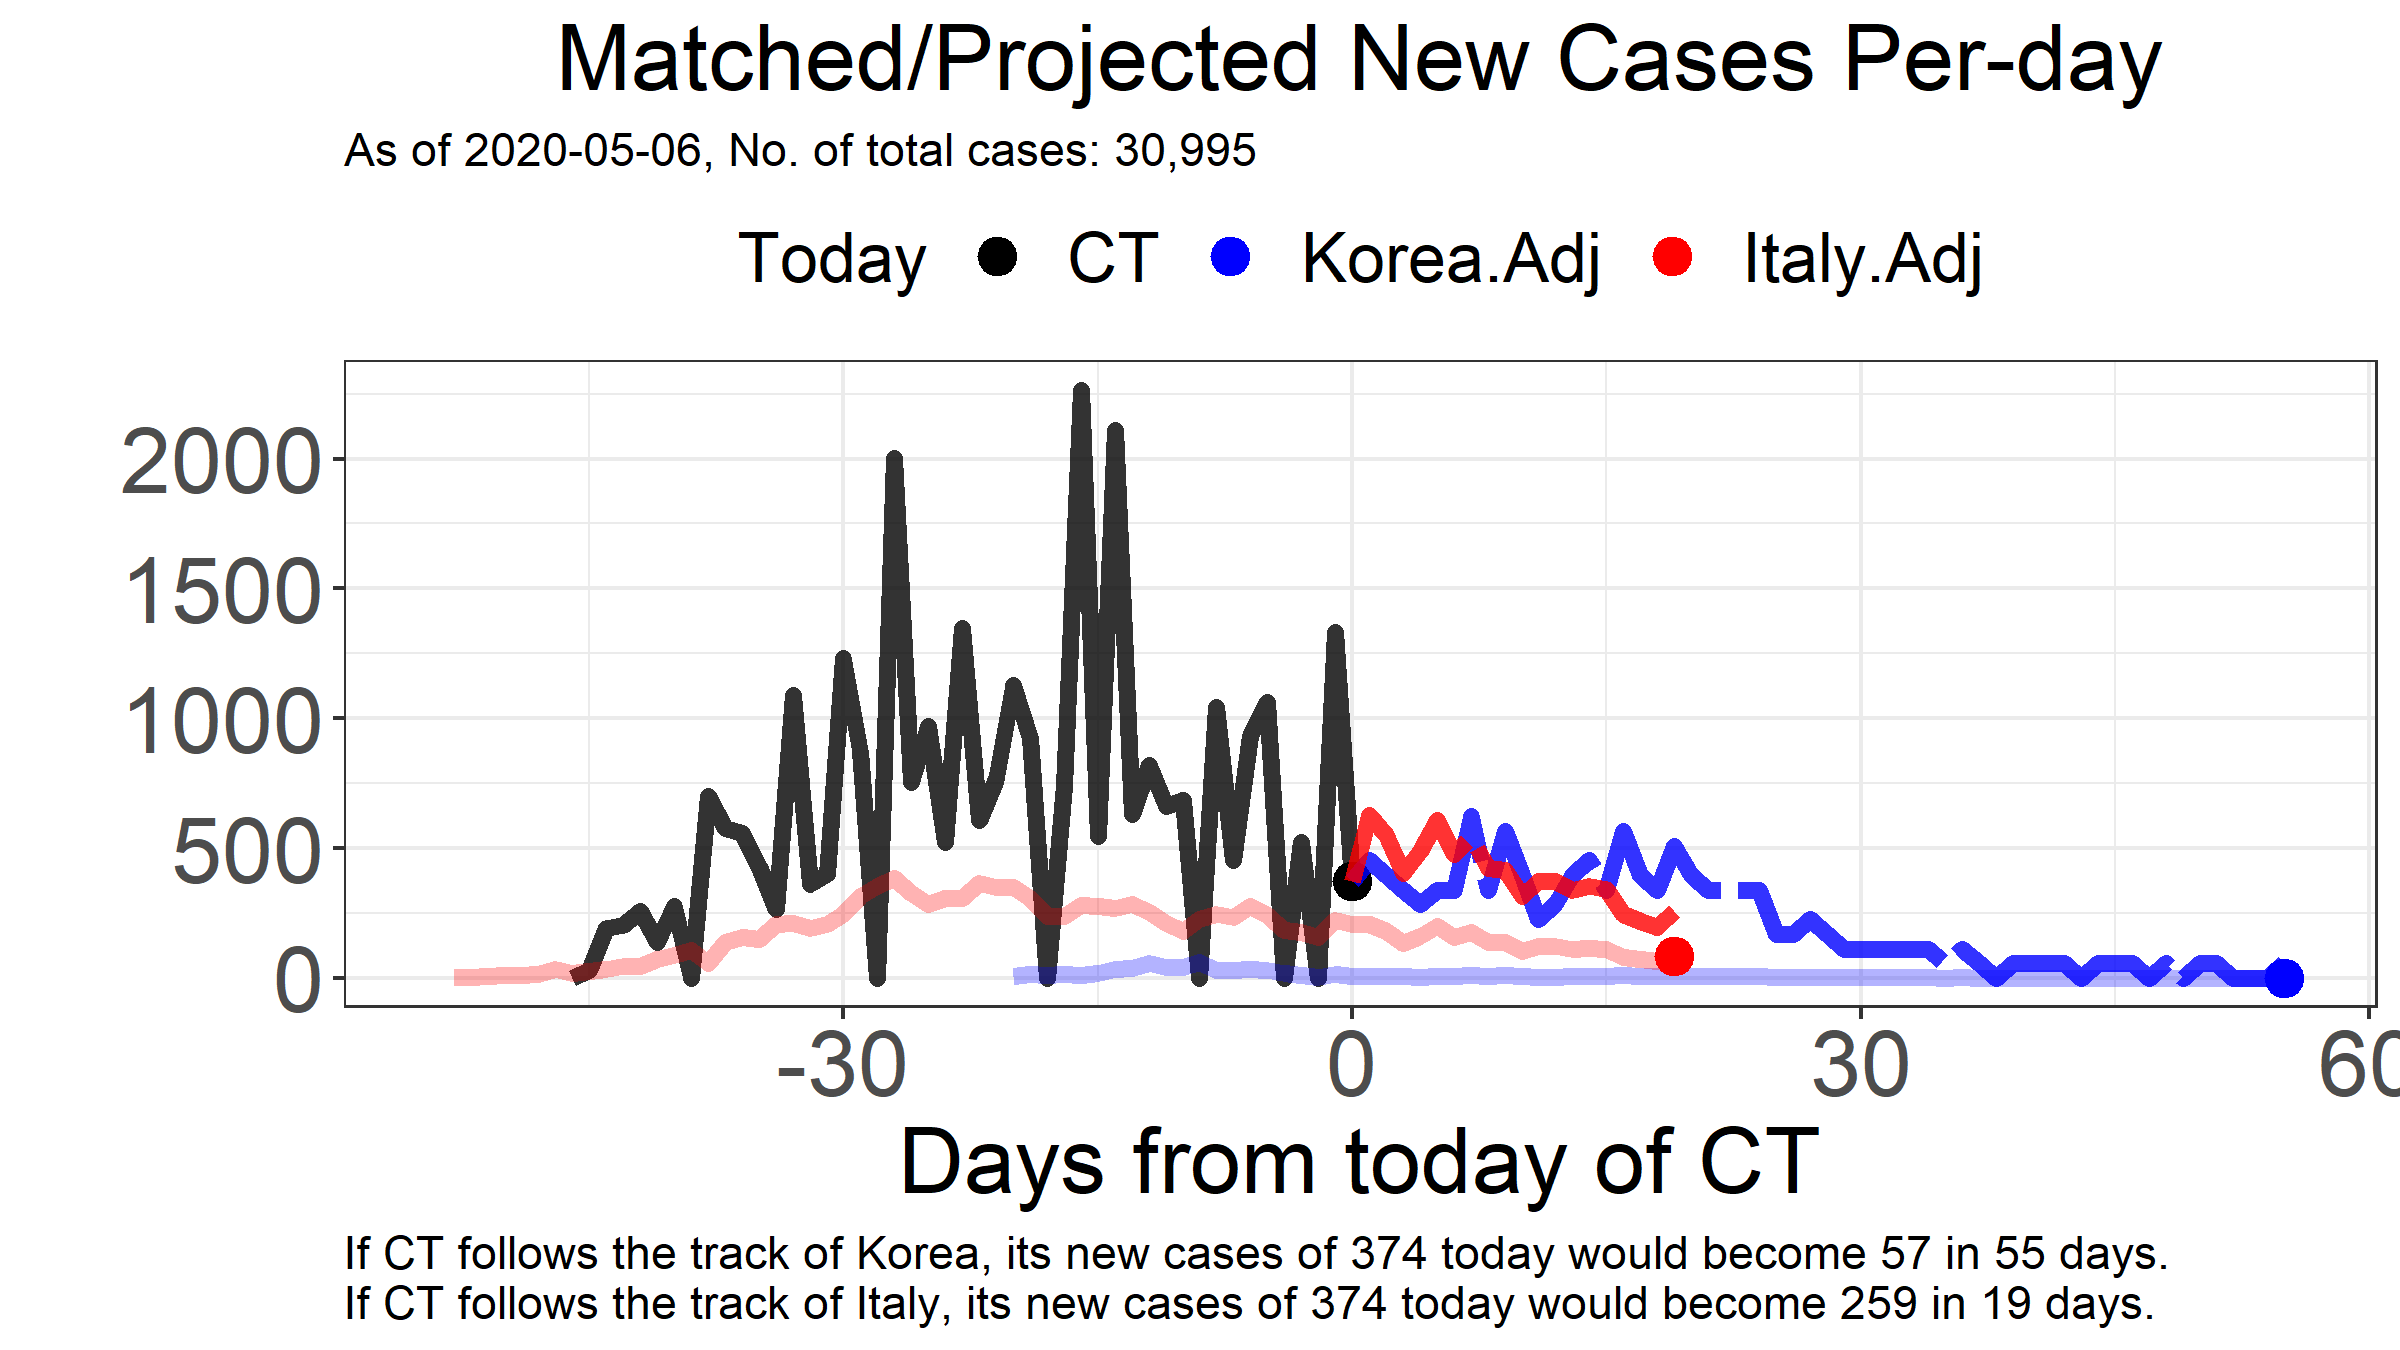 Matched/Projected New Cases Per-day
As of 2020-05-06, No. of total cases: 30,995
Today CT Korea.Adj Italy.Adj
2000
1500
1000
500
0
-30 0 30 60
Days from today of CT
If CT follows the track of Korea, its new cases of 374 today would become 57 in 55 days.
If CT follows the track of Italy, its new cases of 374 today would become 259 in 19 days.